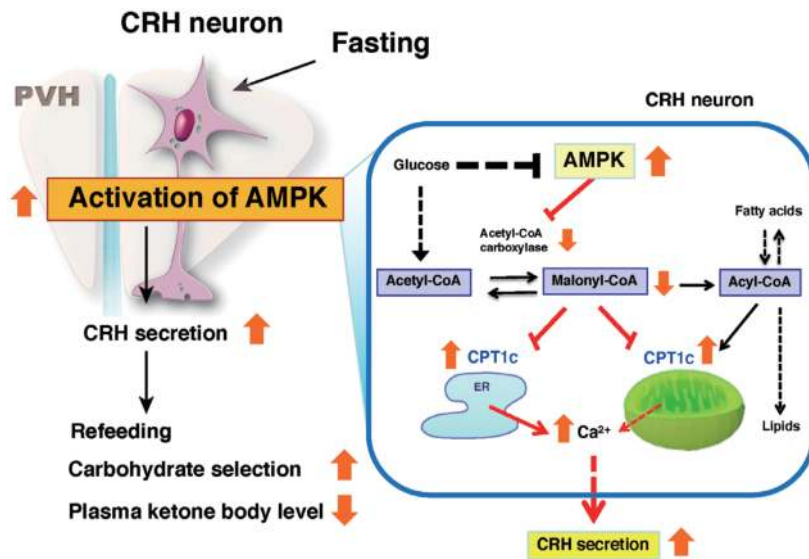 CRH neuron
Fasting
PVH
Activation of AMPK
CRH secretion
Refeeding
Carbohydrate selection
Plasma ketone body level
CRH neuron
Glucose
AMPK
Acetyl-CoA
carboxylase
Fatty acids
Acetyl-CoA
Malonyl-CoA
Acyl-CoA
CPT1c
CPT1c
ER
Ca²⁺
Lipids
CRH secretion